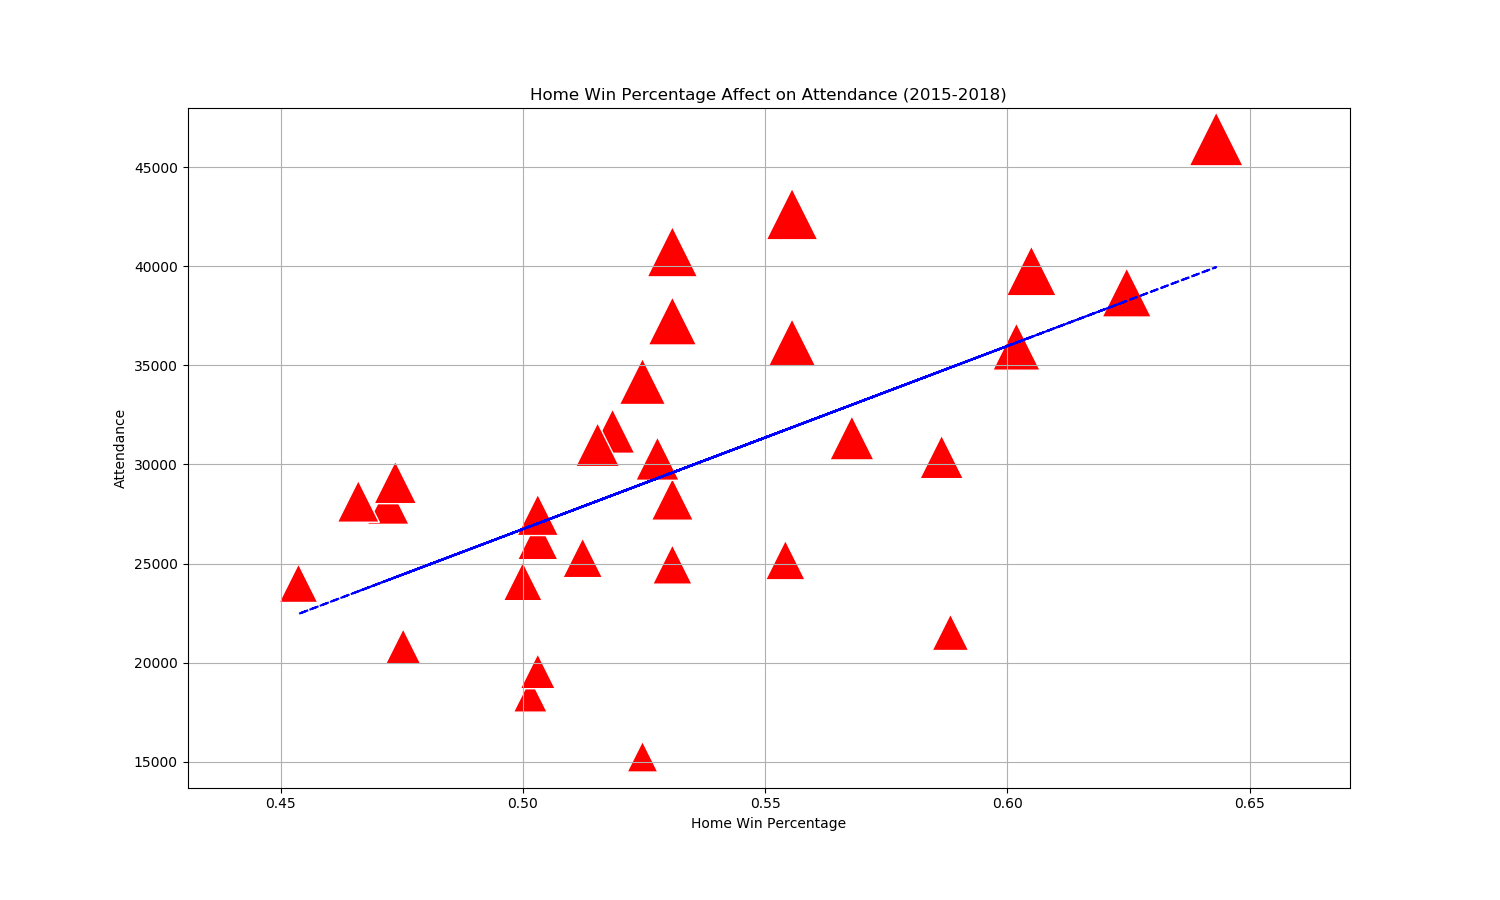 Home Win Percentage Affect on Attendance (2015-2018)
45000
40000
35000
30000
25000
20000
15000
Attendance
0.45 0.50 0.55 0.60 0.65
Home Win Percentage